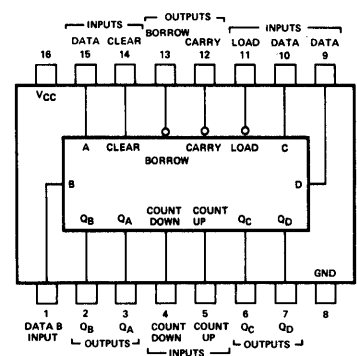 INPUTS OUTPUTS INPUTS
DATA CLEAR BORROW CARRY LOAD DATA DATA
16 15 14 13 12 11 10 9
VCC
A CLEAR BORROW CARRY LOAD C
B D
QB QA COUNT DOWN COUNT UP QC QD
GND
1 2 3 4 5 6 7 8
DATA B INPUT QB QA COUNT DOWN COUNT UP QC QD
OUTPUTS INPUTS OUTPUTS